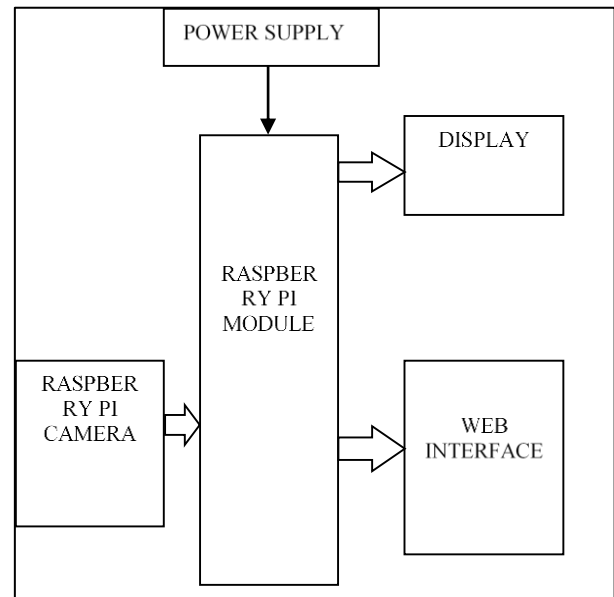 POWER SUPPLY
DISPLAY
RASPBER
RY PI
MODULE
RASPBER
RY PI
CAMERA
WEB
INTERFACE